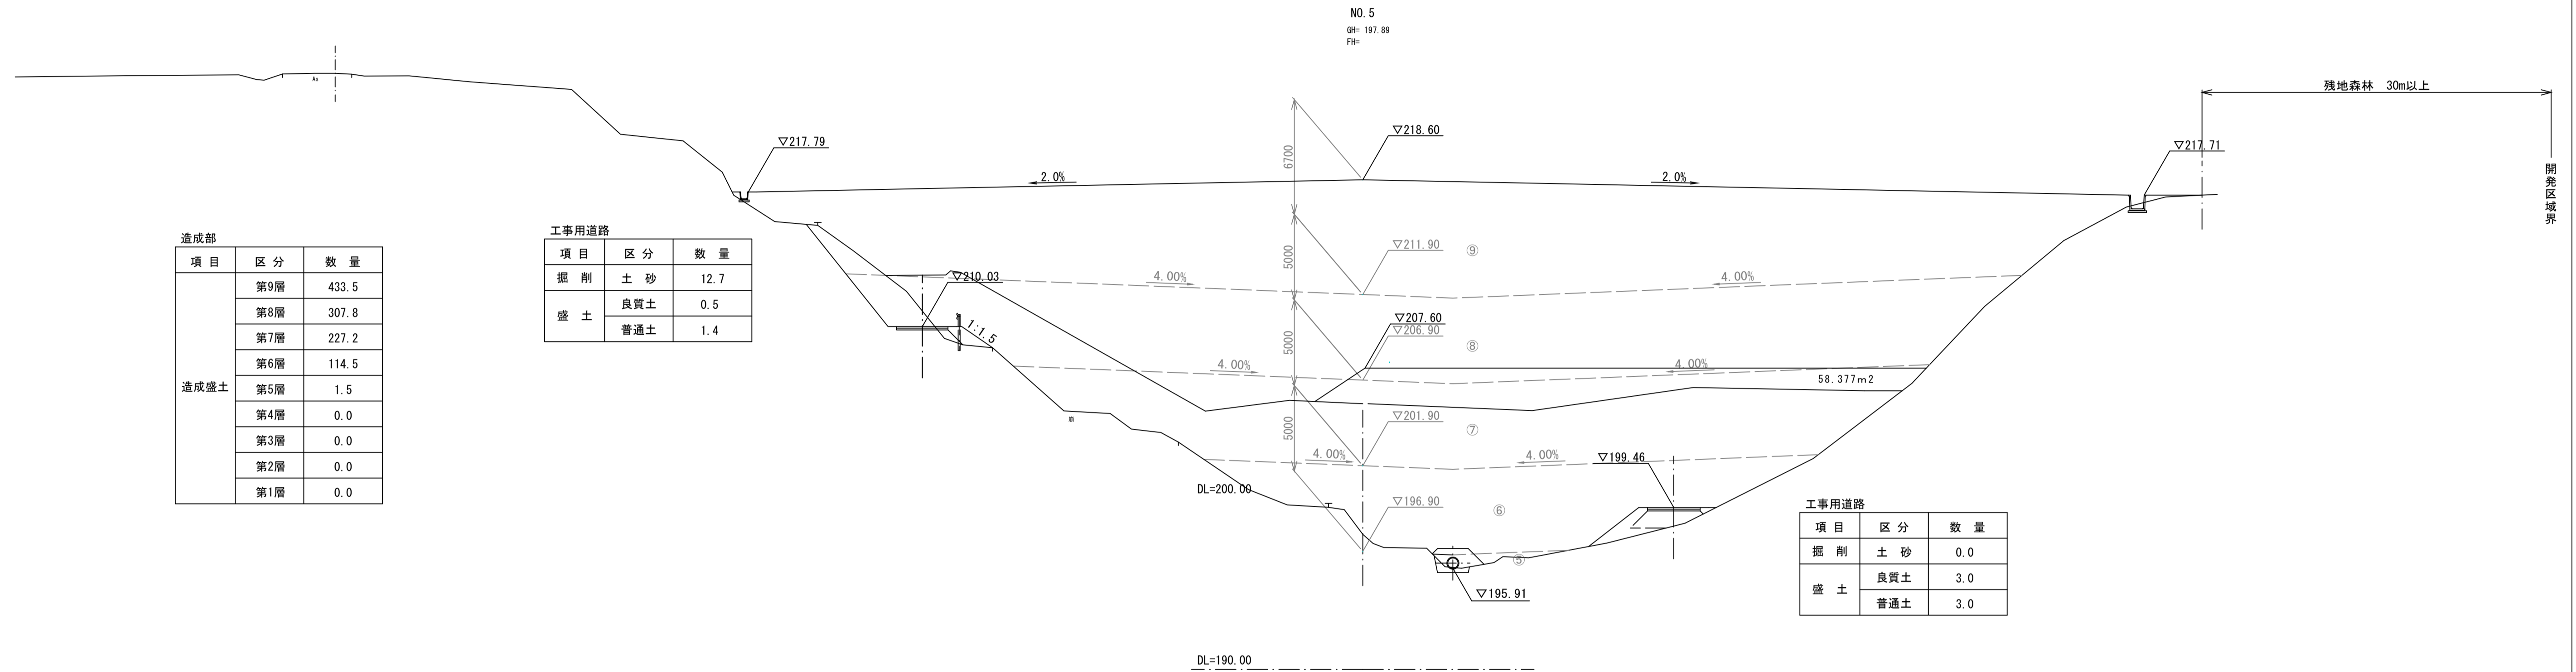 NO.5
GH= 197.89
FH=
As
残地森林　30m以上
開発区域界
▽218.60
▽217.79
▽217.71
2.0%
2.0%
6700
5000
5000
5000
▽211.90
⑨
4.00%
4.00%
▽210.03
1:1.5
▽207.60
▽206.90
⑧
4.00%
4.00%
58.377m2
▽201.90
⑦
4.00%
4.00%
▽199.46
DL=200.00
▽196.90
⑥
⑤
▽195.91
DL=190.00
造成部
項 目 区 分 数 量
造成盛土
第9層 433.5
第8層 307.8
第7層 227.2
第6層 114.5
第5層 1.5
第4層 0.0
第3層 0.0
第2層 0.0
第1層 0.0
工事用道路
項 目 区 分 数 量
掘 削 土 砂 12.7
盛 土 良質土 0.5
普通土 1.4
工事用道路
項 目 区 分 数 量
掘 削 土 砂 0.0
盛 土 良質土 3.0
普通土 3.0